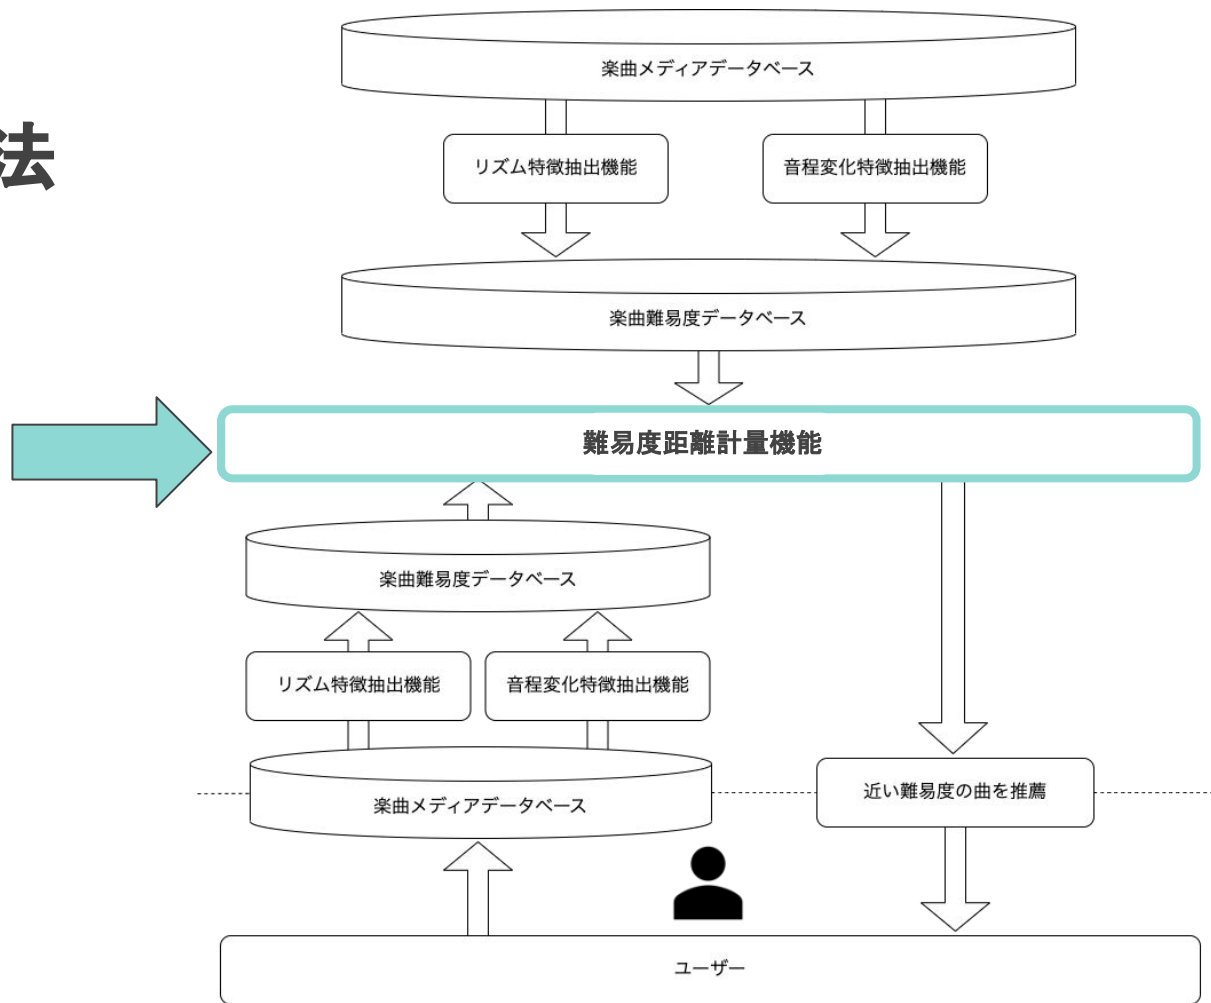 楽曲メディアデータベース
法
リズム特徴抽出機能
音程変化特徴抽出機能
楽曲難易度データベース
難易度距離計量機能
楽曲難易度データベース
リズム特徴抽出機能
音程変化特徴抽出機能
楽曲メディアデータベース
近い難易度の曲を推薦
ユーザー